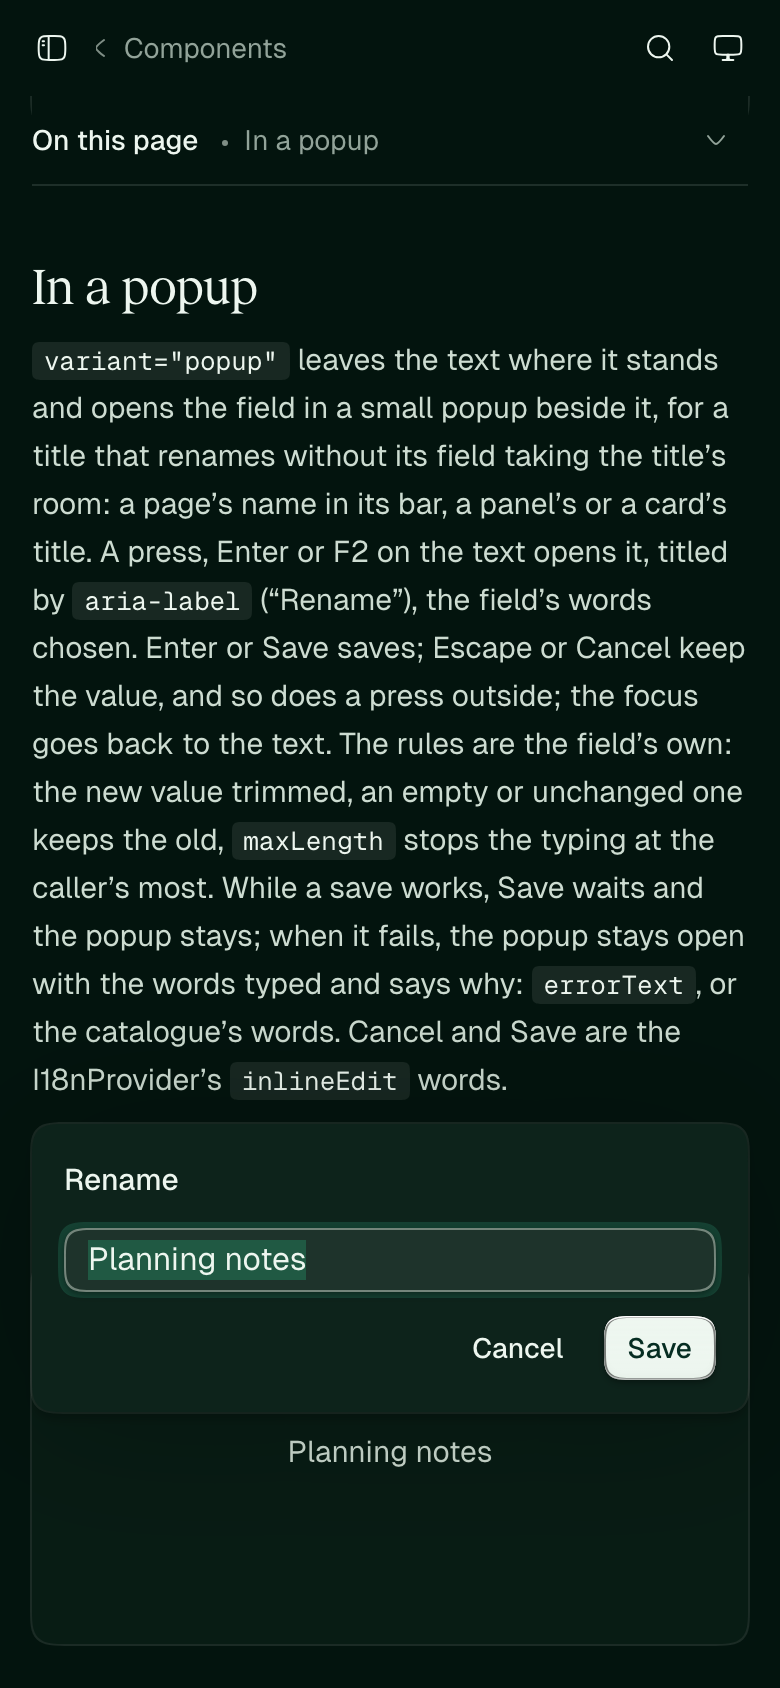 Components
On this page • In a popup
In a popup
variant="popup" leaves the text where it stands
and opens the field in a small popup beside it, for a
title that renames without its field taking the title’s
room: a page’s name in its bar, a panel’s or a card’s
title. A press, Enter or F2 on the text opens it, titled
by aria-label (“Rename”), the field’s words
chosen. Enter or Save saves; Escape or Cancel keep
the value, and so does a press outside; the focus
goes back to the text. The rules are the field’s own:
the new value trimmed, an empty or unchanged one
keeps the old, maxLength stops the typing at the
caller’s most. While a save works, Save waits and
the popup stays; when it fails, the popup stays open
with the words typed and says why: errorText, or
the catalogue’s words. Cancel and Save are the
I18nProvider’s inlineEdit words.
Rename
Planning notes
Cancel Save
Planning notes